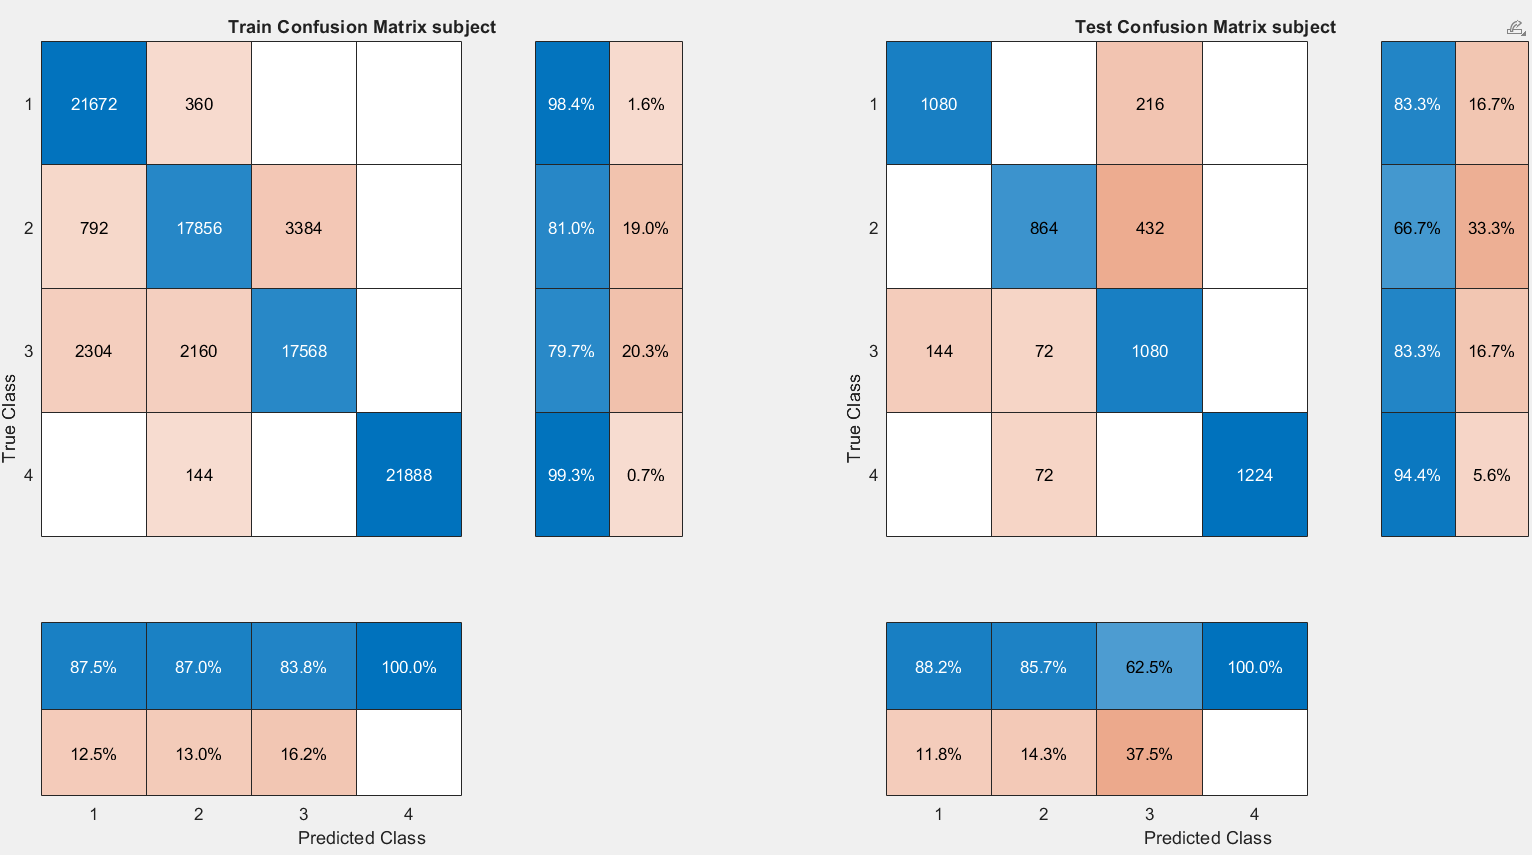 Train Confusion Matrix subject
1 21672 360 98.4% 1.6%
2 792 17856 3384 81.0% 19.0%
3 2304 2160 17568 79.7% 20.3%
4 144 21888 99.3% 0.7%
True Class
87.5% 87.0% 83.8% 100.0%
12.5% 13.0% 16.2%
1 2 3 4
Predicted Class
Test Confusion Matrix subject
1 1080 216 83.3% 16.7%
2 864 432 66.7% 33.3%
3 144 72 1080 83.3% 16.7%
4 72 1224 94.4% 5.6%
True Class
88.2% 85.7% 62.5% 100.0%
11.8% 14.3% 37.5%
1 2 3 4
Predicted Class